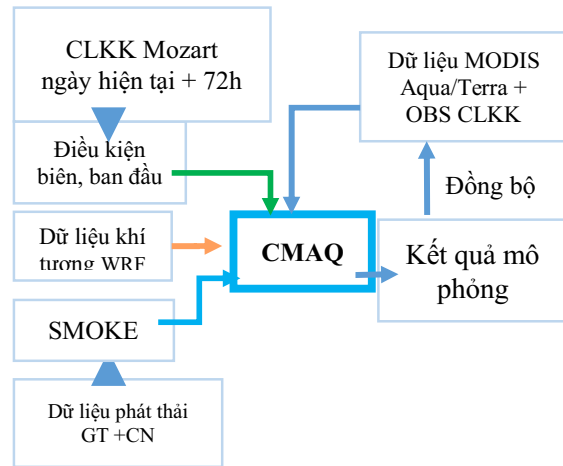 CLKK Mozart
ngày hiện tại + 72h
Điều kiện
biên, ban đầu
Dữ liệu khí
tượng WRF
SMOKE
Dữ liệu phát thải
GT +CN
CMAQ
Dữ liệu MODIS
Aqua/Terra +
OBS CLKK
Đồng bộ
Kết quả mô
phỏng